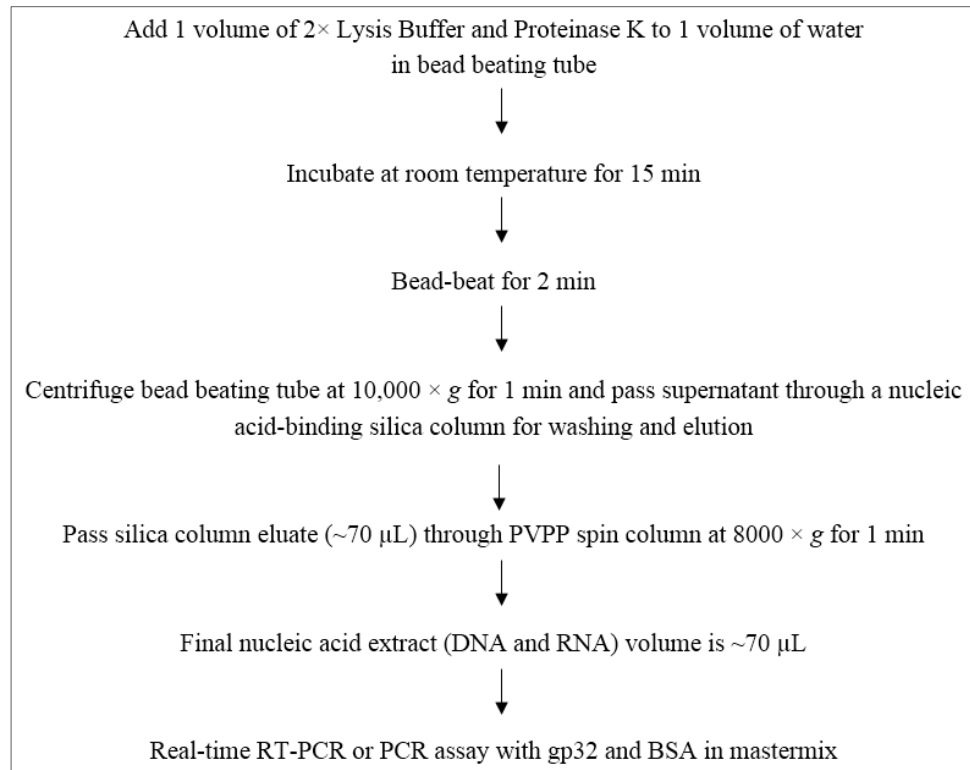 Add 1 volume of 2× Lysis Buffer and Proteinase K to 1 volume of water
in bead beating tube
Incubate at room temperature for 15 min
Bead-beat for 2 min
Centrifuge bead beating tube at 10,000 × g for 1 min and pass supernatant through a nucleic
acid-binding silica column for washing and elution
Pass silica column eluate (~70 μL) through PVPP spin column at 8000 × g for 1 min
Final nucleic acid extract (DNA and RNA) volume is ~70 μL
Real-time RT-PCR or PCR assay with gp32 and BSA in mastermix